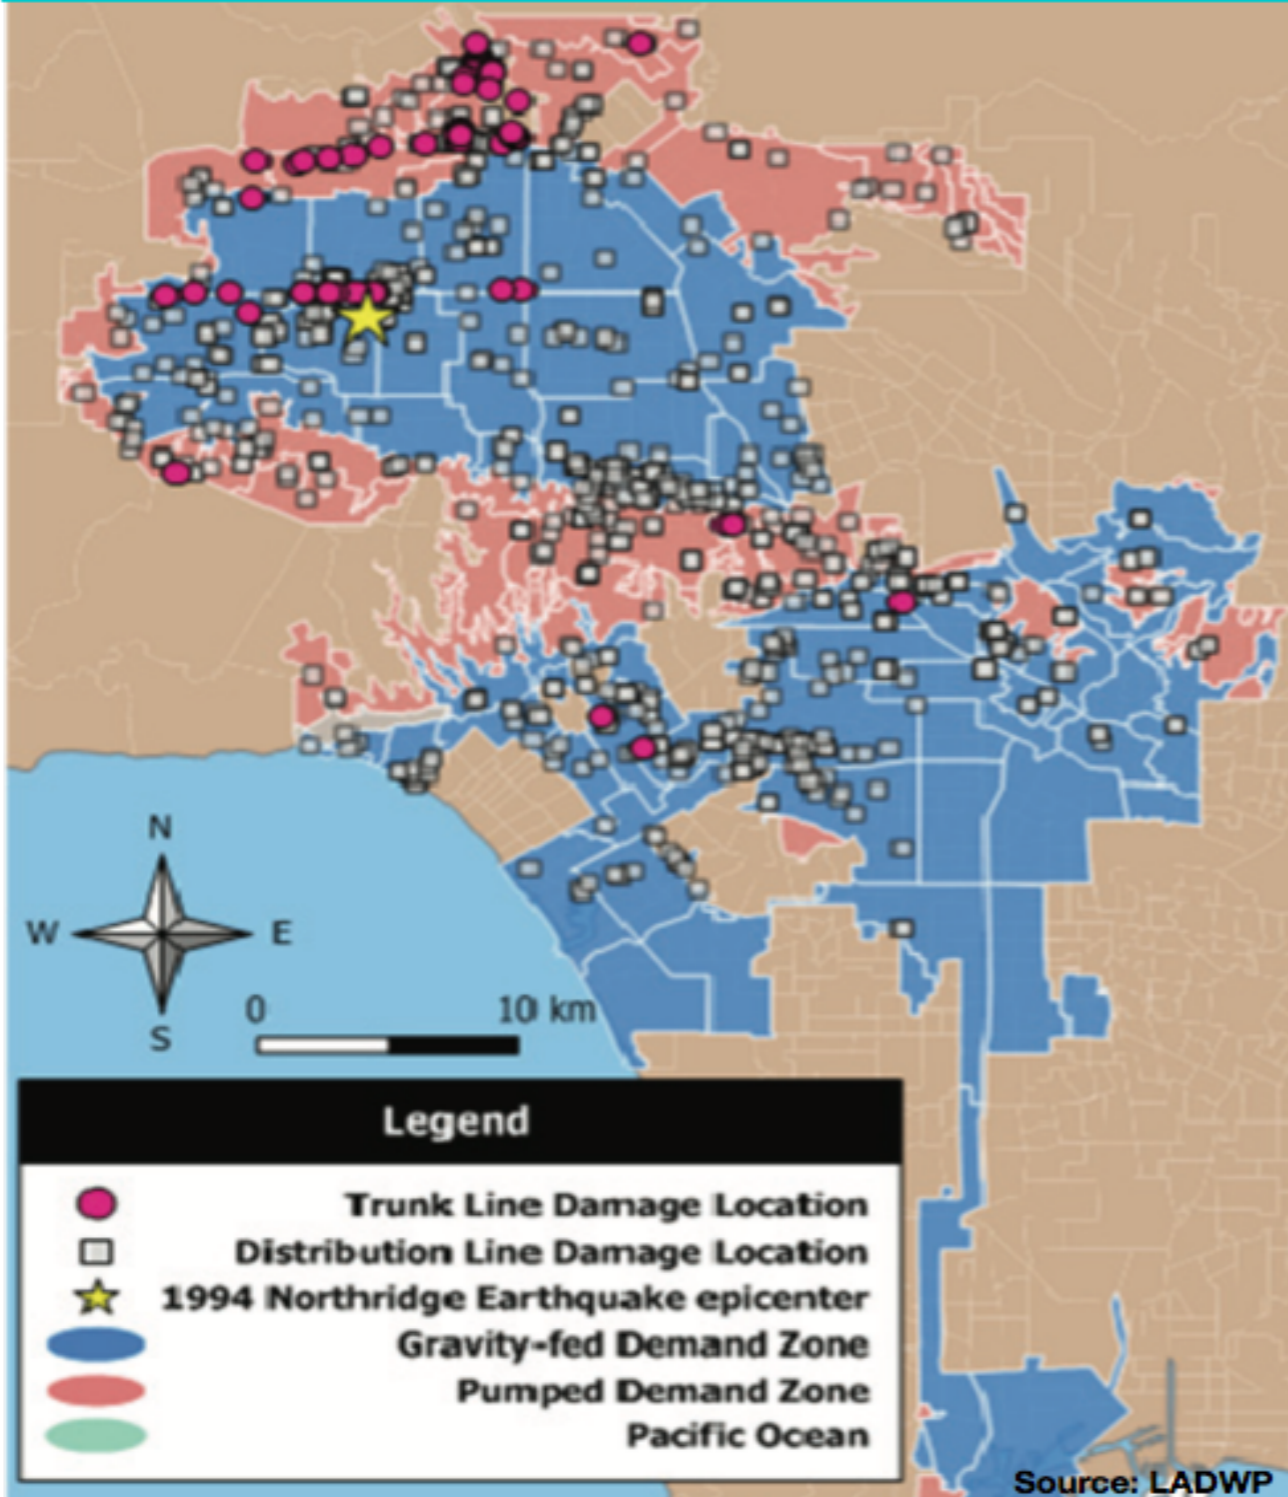 N
W
E
S
0
10 km
Legend
Trunk Line Damage Location
Distribution Line Damage Location
1994 Northridge Earthquake epicenter
Gravity-fed Demand Zone
Pumped Demand Zone
Pacific Ocean
Source: LADWP